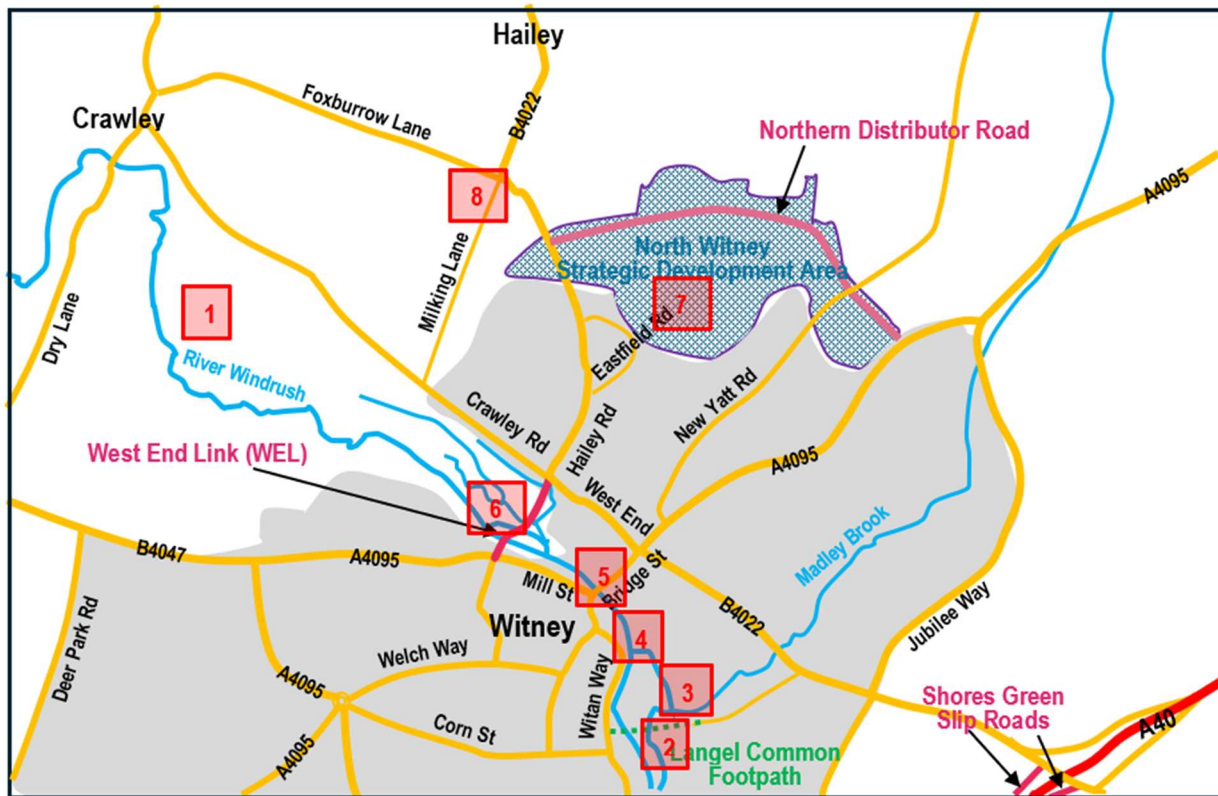 Hailey
Crawley
Foxburrow Lane
B4022
Northern Distributor Road
A4095
8
North Witney
Strategic Development Area
Milking Lane
1
7
Dry Lane
Eastfield Rd
River Windrush
New Yatt Rd
Crawley Rd
Hailey Rd
West End Link (WEL)
A4095
6
West End
Madley Brook
B4047
A4095
5
Mill St
Bridge St
B4022
Jubilee Way
Witney
4
Deer Park Rd
Welch Way
A4095
3
Witan Way
Shores Green
Slip Roads
A40
Corn St
2
Langel Common
Footpath
A4095